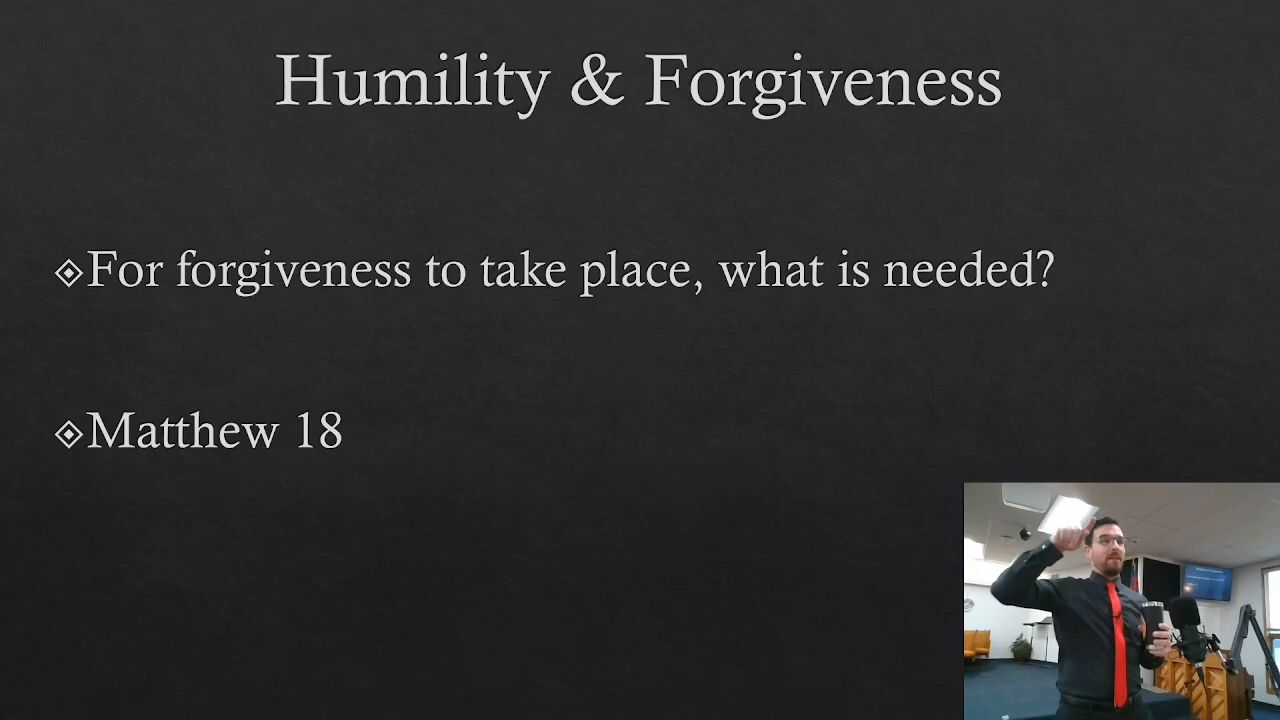 Humility & Forgiveness
For forgiveness to take place, what is needed?
Matthew 18